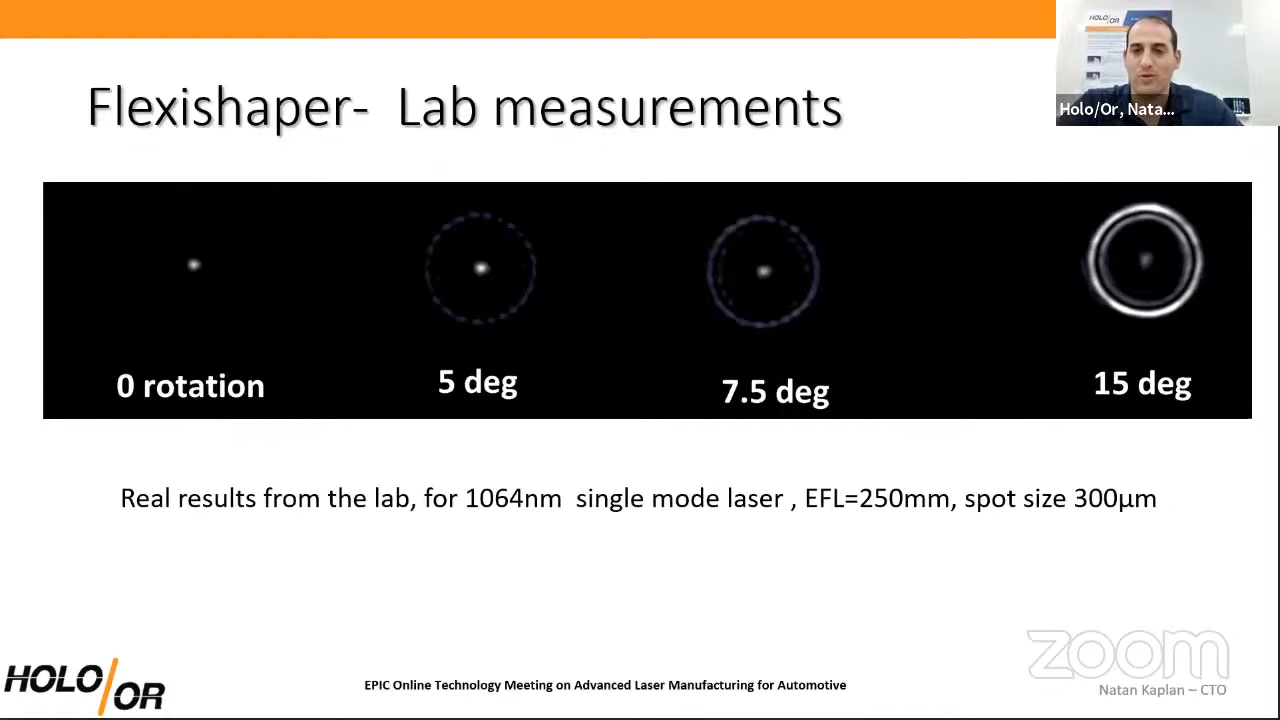 HOLO/OR
Holo/Or, Nata...
Flexishaper- Lab measurements
0 rotation
5 deg
7.5 deg
15 deg
Real results from the lab, for 1064nm single mode laser , EFL=250mm, spot size 300µm
zoom
HOLO/OR
EPIC Online Technology Meeting on Advanced Laser Manufacturing for Automotive
Natan Kaplan – CTO